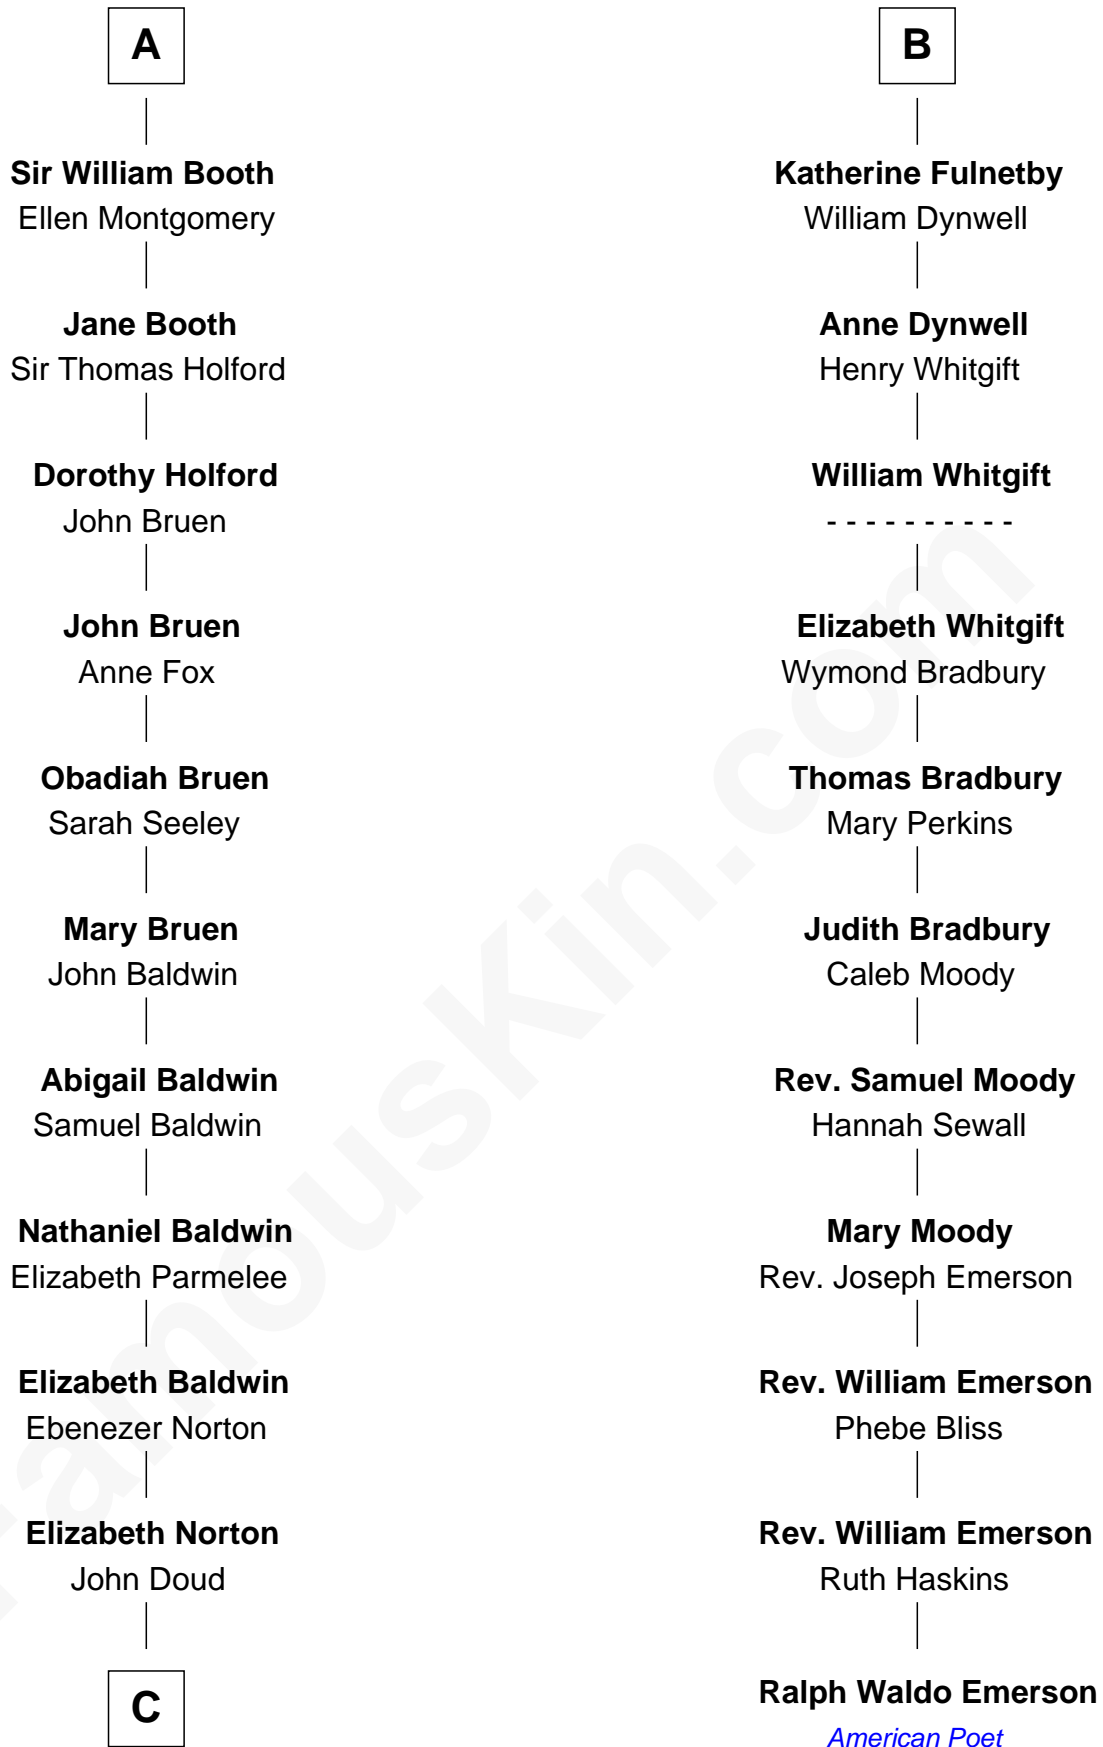 A
Sir William Booth
Ellen Montgomery
Jane Booth
Sir Thomas Holford
Dorothy Holford
John Bruen
John Bruen
Anne Fox
Obadiah Bruen
Sarah Seeley
Mary Bruen
John Baldwin
Abigail Baldwin
Samuel Baldwin
Nathaniel Baldwin
Elizabeth Parmelee
Elizabeth Baldwin
Ebenezer Norton
Elizabeth Norton
John Doud
C
B
Katherine Fulnetby
William Dynwell
Anne Dynwell
Henry Whitgift
William Whitgift
- - - - - - - - - -
Elizabeth Whitgift
Wymond Bradbury
Thomas Bradbury
Mary Perkins
Judith Bradbury
Caleb Moody
Rev. Samuel Moody
Hannah Sewall
Mary Moody
Rev. Joseph Emerson
Rev. William Emerson
Phebe Bliss
Rev. William Emerson
Ruth Haskins
Ralph Waldo Emerson
American Poet
FamousKin.com